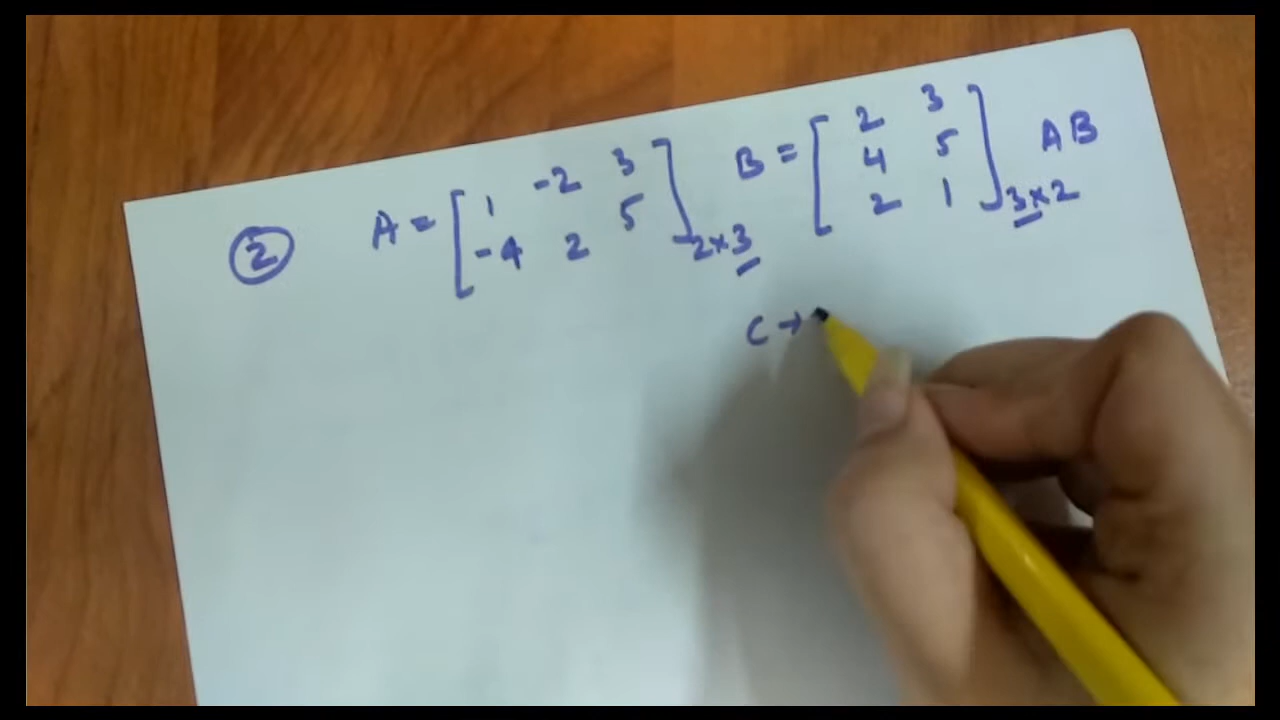 ② A = [ 1 -2 3 B = [ 2 3 ] AB
-4 2 5 ] 2×3 4 5
2 1 ] 3×2
C →